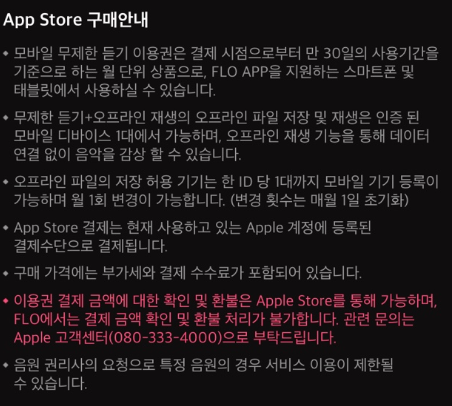 App Store 구매안내
◆ 모바일 무제한 듣기 이용권은 결제 시점으로부터 만 30일의 사용기간을
기준으로 하는 월 단위 상품으로, FLO APP을 지원하는 스마트폰 및
태블릿에서 사용하실 수 있습니다.
◆ 무제한 듣기+오프라인 재생의 오프라인 파일 저장 및 재생은 인증 된
모바일 디바이스 1대에서 가능하며, 오프라인 재생 기능을 통해 데이터
연결 없이 음악을 감상 할 수 있습니다.
◆ 오프라인 파일의 저장 허용 기기는 한 ID 당 1대까지 모바일 기기 등록이
가능하며 월 1회 변경이 가능합니다. (변경 횟수는 매월 1일 초기화)
◆ App Store 결제는 현재 사용하고 있는 Apple 계정에 등록된
결제수단으로 결제됩니다.
◆ 구매 가격에는 부가세와 결제 수수료가 포함되어 있습니다.
◆ 이용권 결제 금액에 대한 확인 및 환불은 Apple Store를 통해 가능하며,
FLO에서는 결제 금액 확인 및 환불 처리가 불가합니다. 관련 문의는
Apple 고객센터(080-333-4000)으로 부탁드립니다.
◆ 음원 권리사의 요청으로 특정 음원의 경우 서비스 이용이 제한될
수 있습니다.